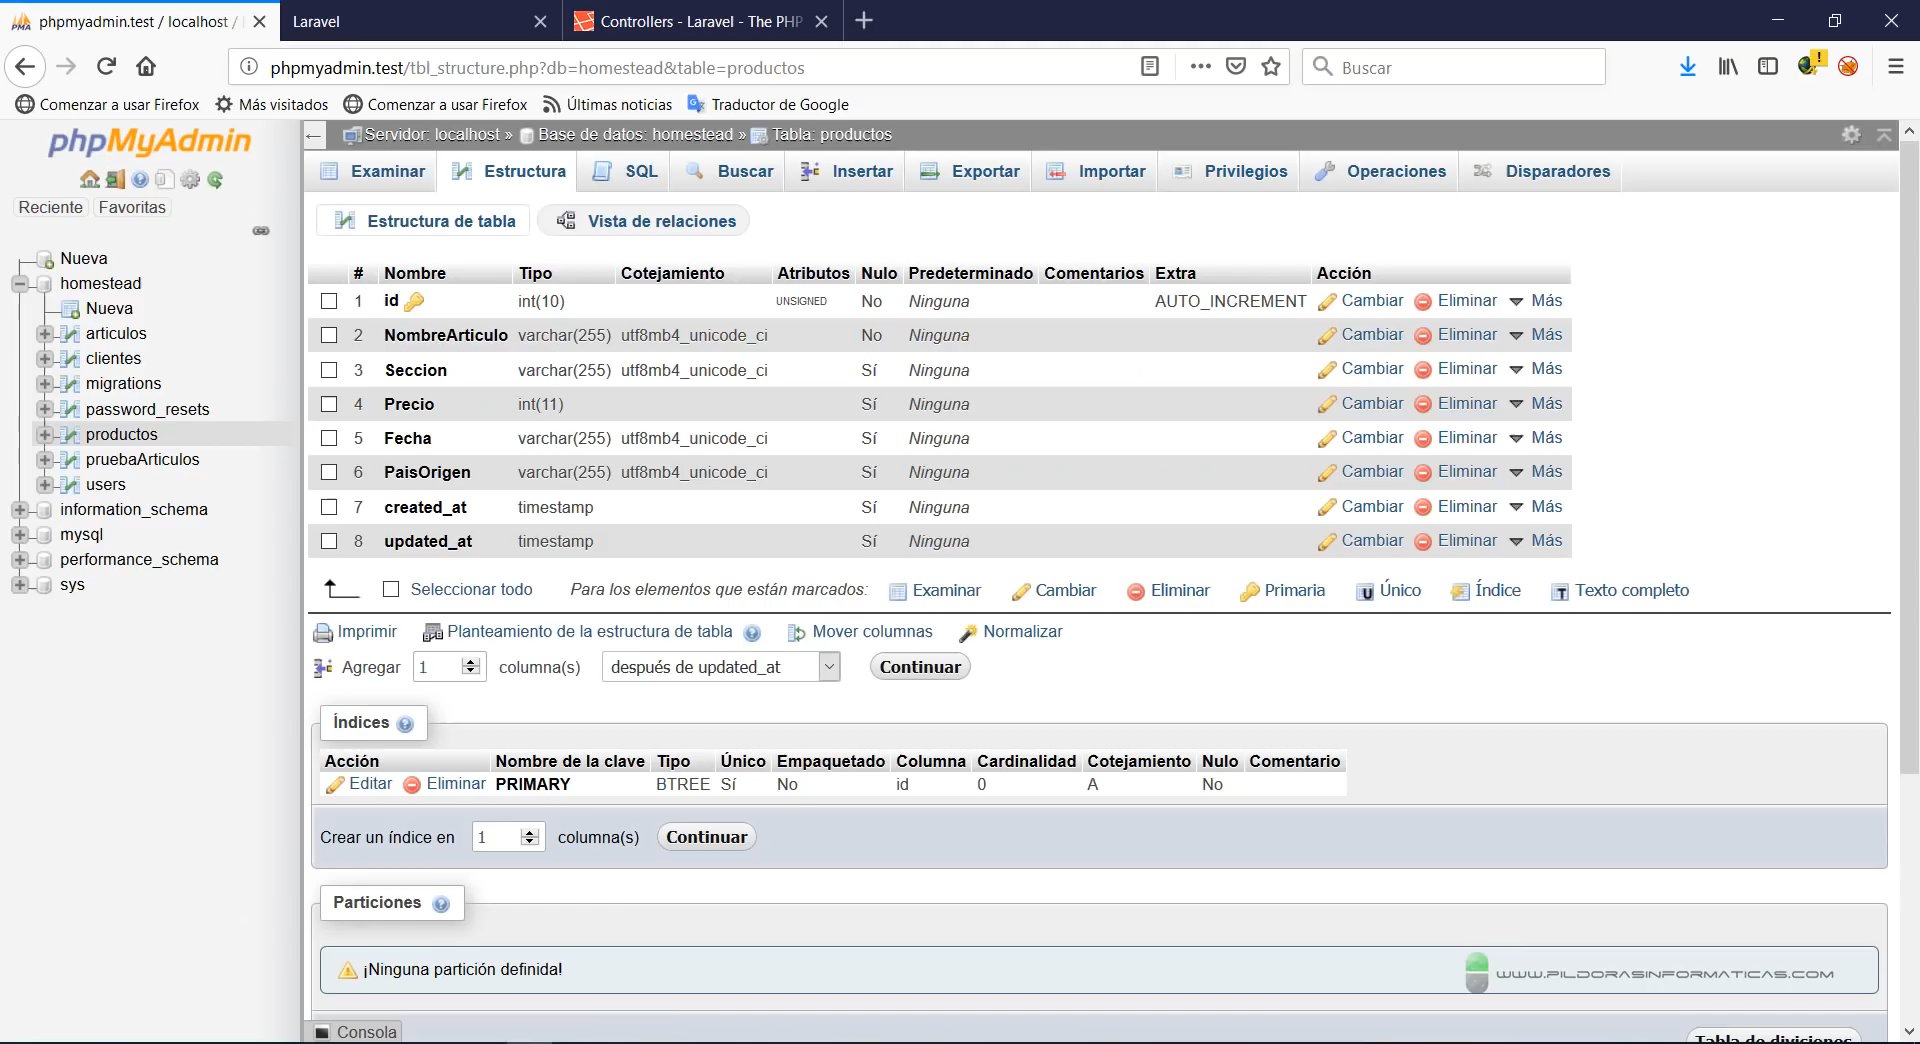 phpmyadmin.test / localhost /
Laravel
Controllers - Laravel - The PHP
phpmyadmin.test/tbl_structure.php?db=homestead&table=productos
Buscar
Comenzar a usar Firefox
Más visitados
Comenzar a usar Firefox
Últimas noticias
Traductor de Google
phpMyAdmin
Reciente
Favoritas
Nueva
homestead
Nueva
articulos
clientes
migrations
password_resets
productos
pruebaArticulos
users
information_schema
mysql
performance_schema
sys
Servidor: localhost » Base de datos: homestead » Tabla: productos
Examinar
Estructura
SQL
Buscar
Insertar
Exportar
Importar
Privilegios
Operaciones
Disparadores
Estructura de tabla
Vista de relaciones
# Nombre Tipo Cotejamiento Atributos Nulo Predeterminado Comentarios Extra Acción
1 id int(10) UNSIGNED No Ninguna AUTO_INCREMENT Cambiar Eliminar Más
2 NombreArticulo varchar(255) utf8mb4_unicode_ci No Ninguna Cambiar Eliminar Más
3 Seccion varchar(255) utf8mb4_unicode_ci Sí Ninguna Cambiar Eliminar Más
4 Precio int(11) Sí Ninguna Cambiar Eliminar Más
5 Fecha varchar(255) utf8mb4_unicode_ci Sí Ninguna Cambiar Eliminar Más
6 PaisOrigen varchar(255) utf8mb4_unicode_ci Sí Ninguna Cambiar Eliminar Más
7 created_at timestamp Sí Ninguna Cambiar Eliminar Más
8 updated_at timestamp Sí Ninguna Cambiar Eliminar Más
Seleccionar todo Para los elementos que están marcados: Examinar Cambiar Eliminar Primaria Único Índice Texto completo
Imprimir Planteamiento de la estructura de tabla Mover columnas Normalizar
Agregar 1 columna(s) después de updated_at Continuar
Índices
Acción Nombre de la clave Tipo Único Empaquetado Columna Cardinalidad Cotejamiento Nulo Comentario
Editar Eliminar PRIMARY BTREE Sí No id 0 A No
Crear un índice en 1 columna(s) Continuar
Particiones
¡Ninguna partición definida!
WWW.PILDORASINFORMATICAS.COM
Consola
Tabla de divisiones